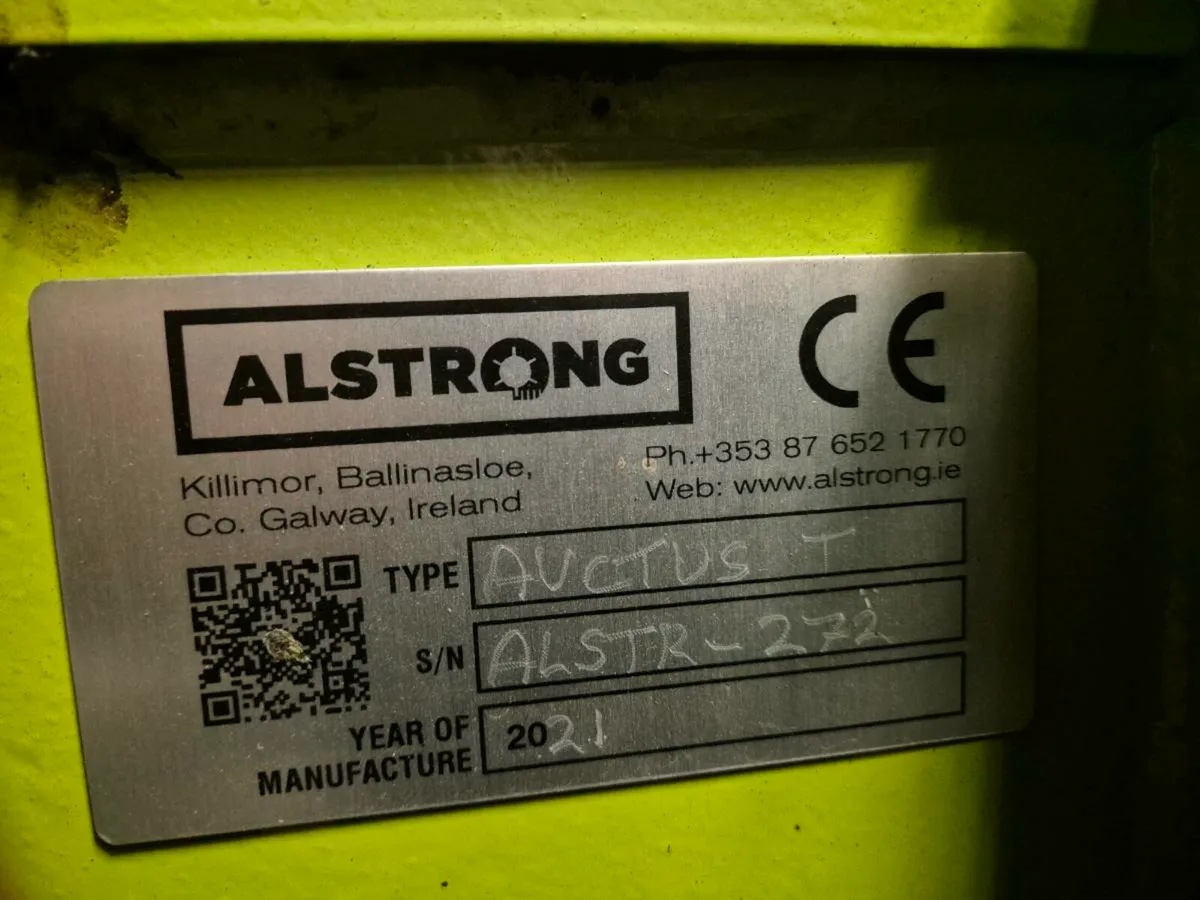 ALSTRONG
CE
Killimor, Ballinasloe,
Co. Galway, Ireland
Ph.+353 87 652 1770
Web: www.alstrong.ie
TYPE AUCTUS T
S/N ALSTR-272
YEAR OF
MANUFACTURE 2021